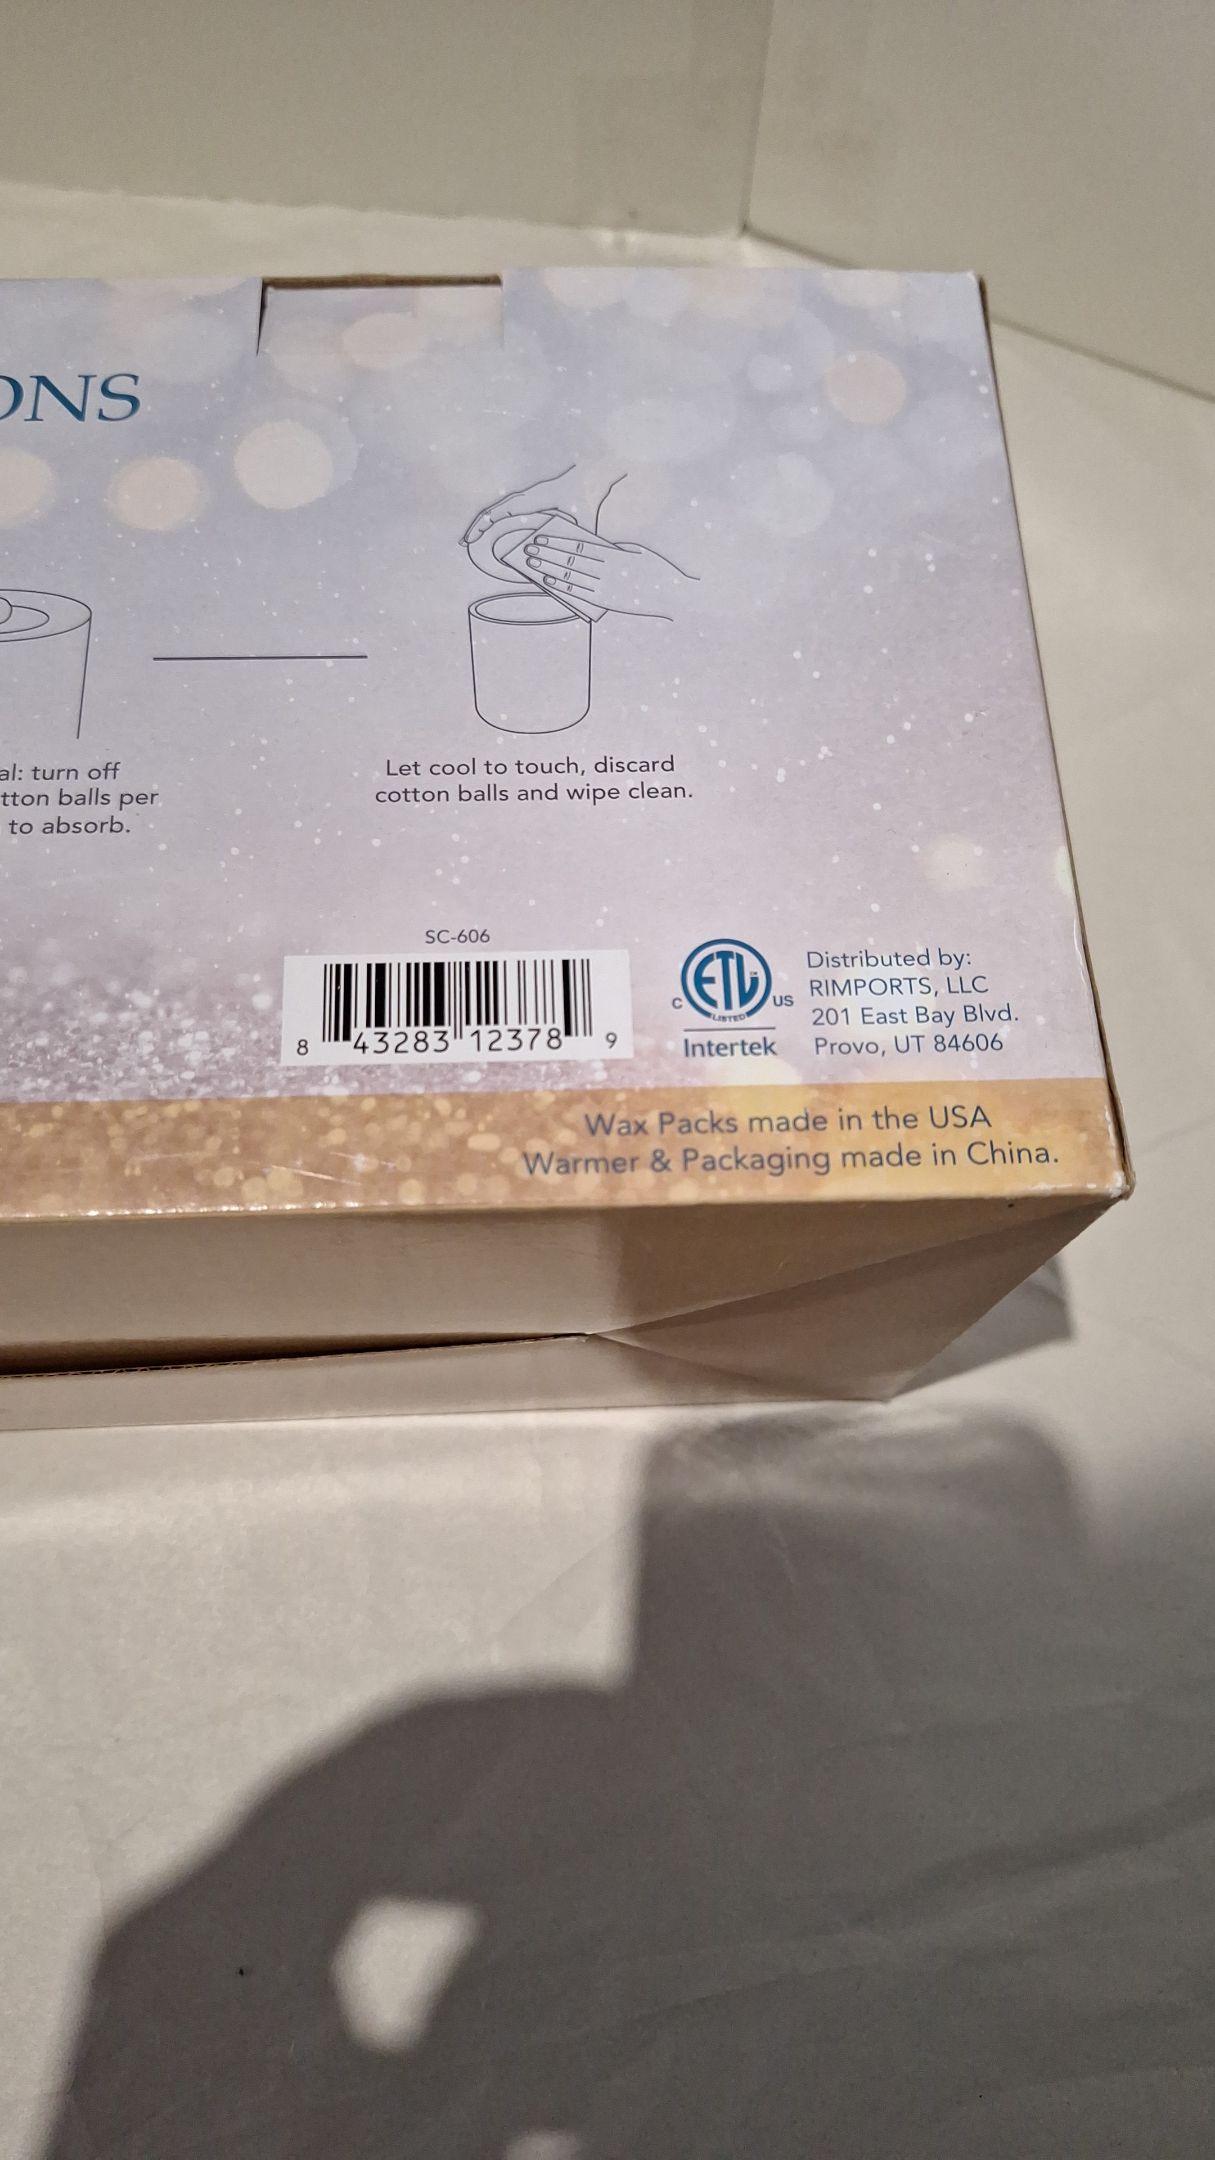 ONS
al: turn off
tton balls per
to absorb.
Let cool to touch, discard
cotton balls and wipe clean.
SC-606
8 43283 12378 9
c ETL US
LISTED
Intertek
Distributed by:
RIMPORTS, LLC
201 East Bay Blvd.
Provo, UT 84606
Wax Packs made in the USA
Warmer & Packaging made in China.